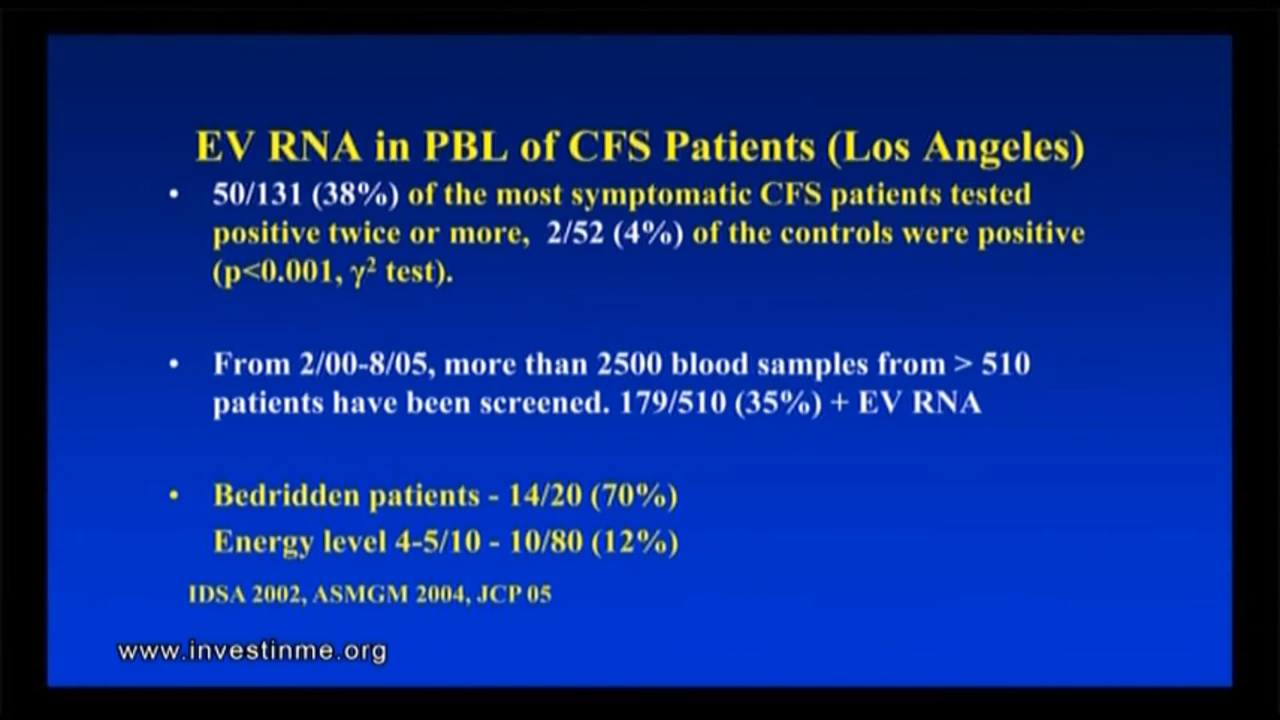 EV RNA in PBL of CFS Patients (Los Angeles)
• 50/131 (38%) of the most symptomatic CFS patients tested
positive twice or more, 2/52 (4%) of the controls were positive
(p<0.001, γ² test).
• From 2/00-8/05, more than 2500 blood samples from > 510
patients have been screened. 179/510 (35%) + EV RNA
• Bedridden patients - 14/20 (70%)
Energy level 4-5/10 - 10/80 (12%)
IDSA 2002, ASMGM 2004, JCP 05
www.investinme.org